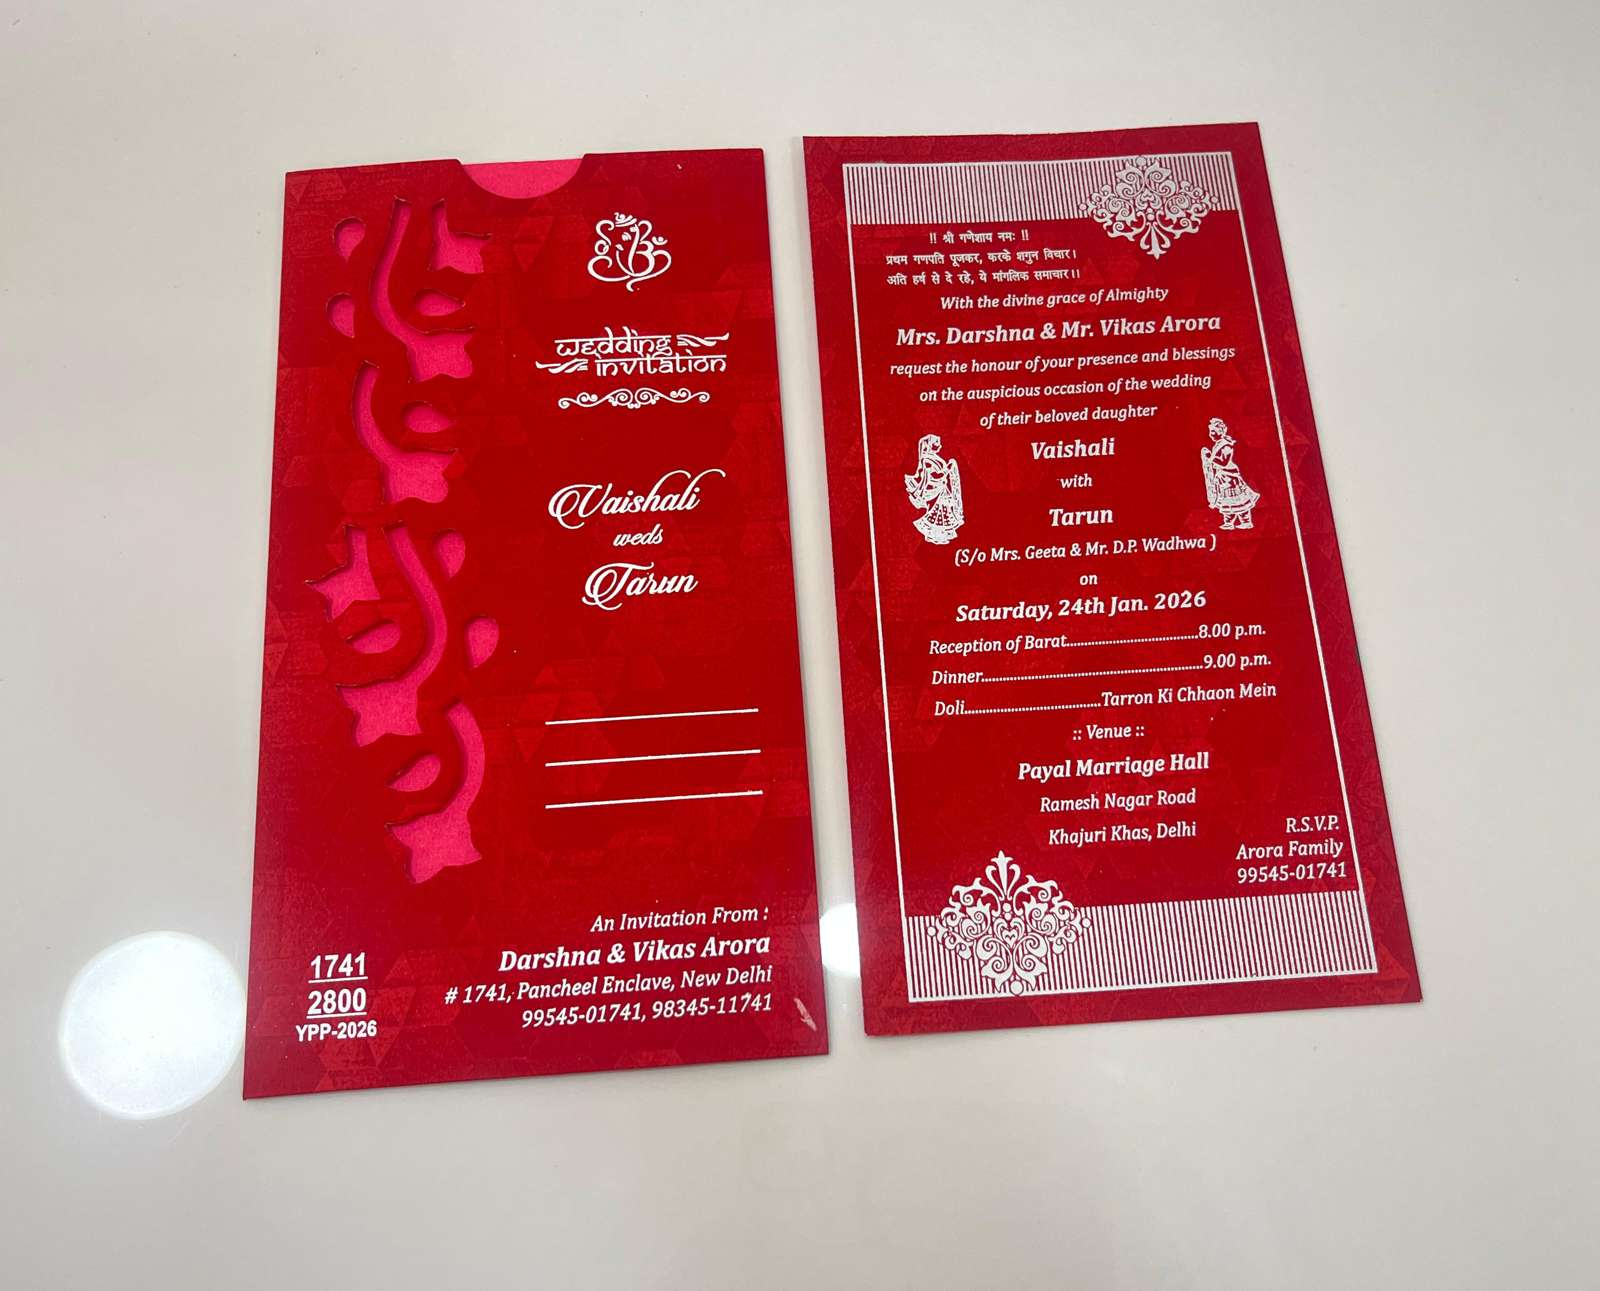 wedding
invitation
Vaishali
weds
Tarun
An Invitation From :
Darshna & Vikas Arora
# 1741, Pancheel Enclave, New Delhi
99545-01741, 98345-11741
1741
2800
YPP-2026
!! श्री गणेशाय नमः !!
प्रथम गणपति पूजकर, करके शगुन विचार।
अति हर्ष से दे रहे, ये मांगलिक समाचार।।
With the divine grace of Almighty
Mrs. Darshna & Mr. Vikas Arora
request the honour of your presence and blessings
on the auspicious occasion of the wedding
of their beloved daughter
Vaishali
with
Tarun
(S/o Mrs. Geeta & Mr. D.P. Wadhwa )
on
Saturday, 24th Jan. 2026
Reception of Barat....................................8.00 p.m.
Dinner............................................................9.00 p.m.
Doli.....................................Tarron Ki Chhaon Mein
:: Venue ::
Payal Marriage Hall
Ramesh Nagar Road
Khajuri Khas, Delhi
R.S.V.P.
Arora Family
99545-01741